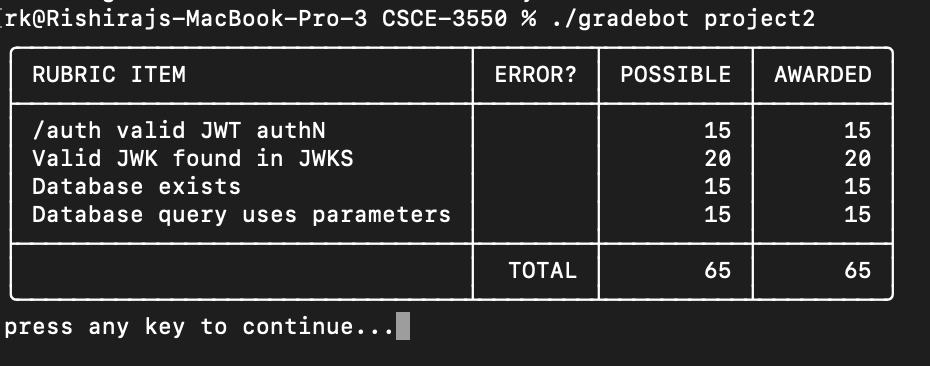 [rk@Rishirajs-MacBook-Pro-3 CSCE-3550 % ./gradebot project2
RUBRIC ITEM ERROR? POSSIBLE AWARDED
/auth valid JWT authN 15 15
Valid JWK found in JWKS 20 20
Database exists 15 15
Database query uses parameters 15 15
TOTAL 65 65
press any key to continue...